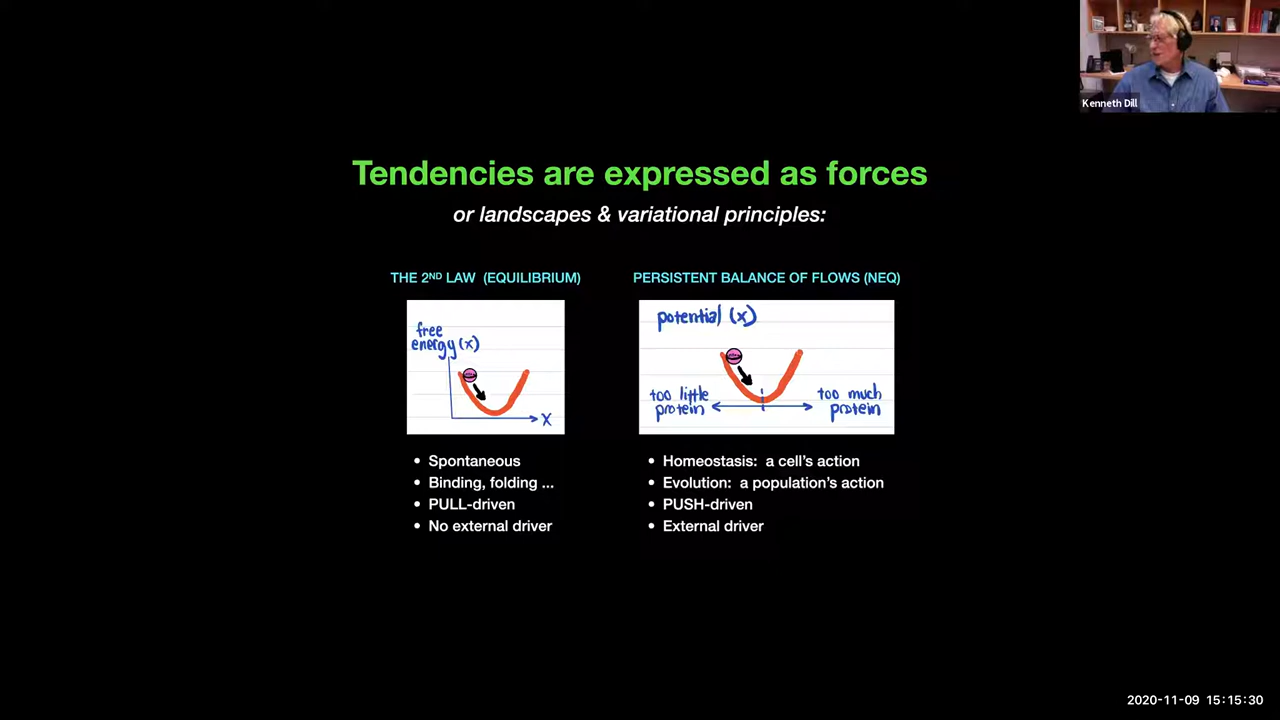 Kenneth Dill
Tendencies are expressed as forces
or landscapes & variational principles:
THE 2ND LAW (EQUILIBRIUM)
free
energy(x)
X
• Spontaneous
• Binding, folding ...
• PULL-driven
• No external driver
PERSISTENT BALANCE OF FLOWS (NEQ)
potential (x)
too little
protein
too much
protein
• Homeostasis: a cell's action
• Evolution: a population's action
• PUSH-driven
• External driver
2020-11-09 15:15:30